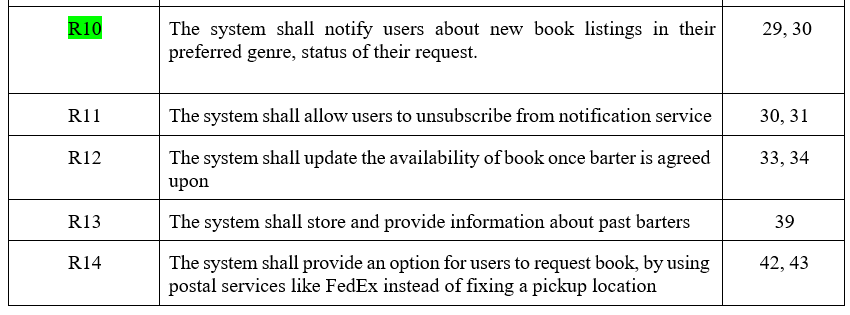 R10 The system shall notify users about new book listings in their 29, 30
preferred genre, status of their request.
R11 The system shall allow users to unsubscribe from notification service 30, 31
R12 The system shall update the availability of book once barter is agreed 33, 34
upon
R13 The system shall store and provide information about past barters 39
R14 The system shall provide an option for users to request book, by using 42, 43
postal services like FedEx instead of fixing a pickup location